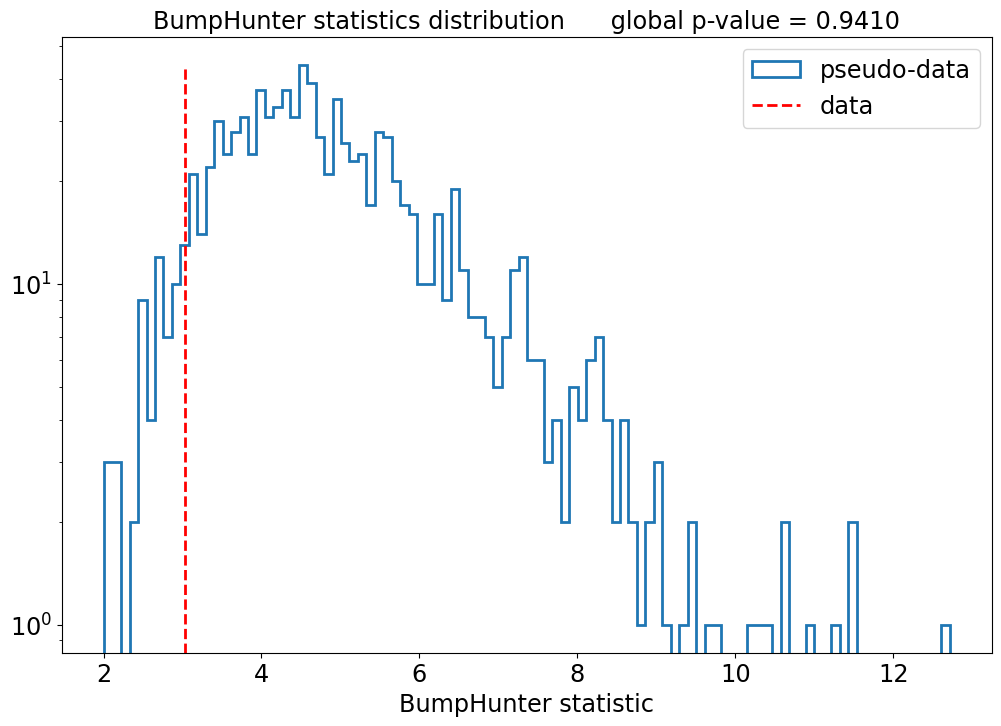 BumpHunter statistics distribution      global p-value = 0.9410
pseudo-data
data
10¹
10⁰
2 4 6 8 10 12
BumpHunter statistic